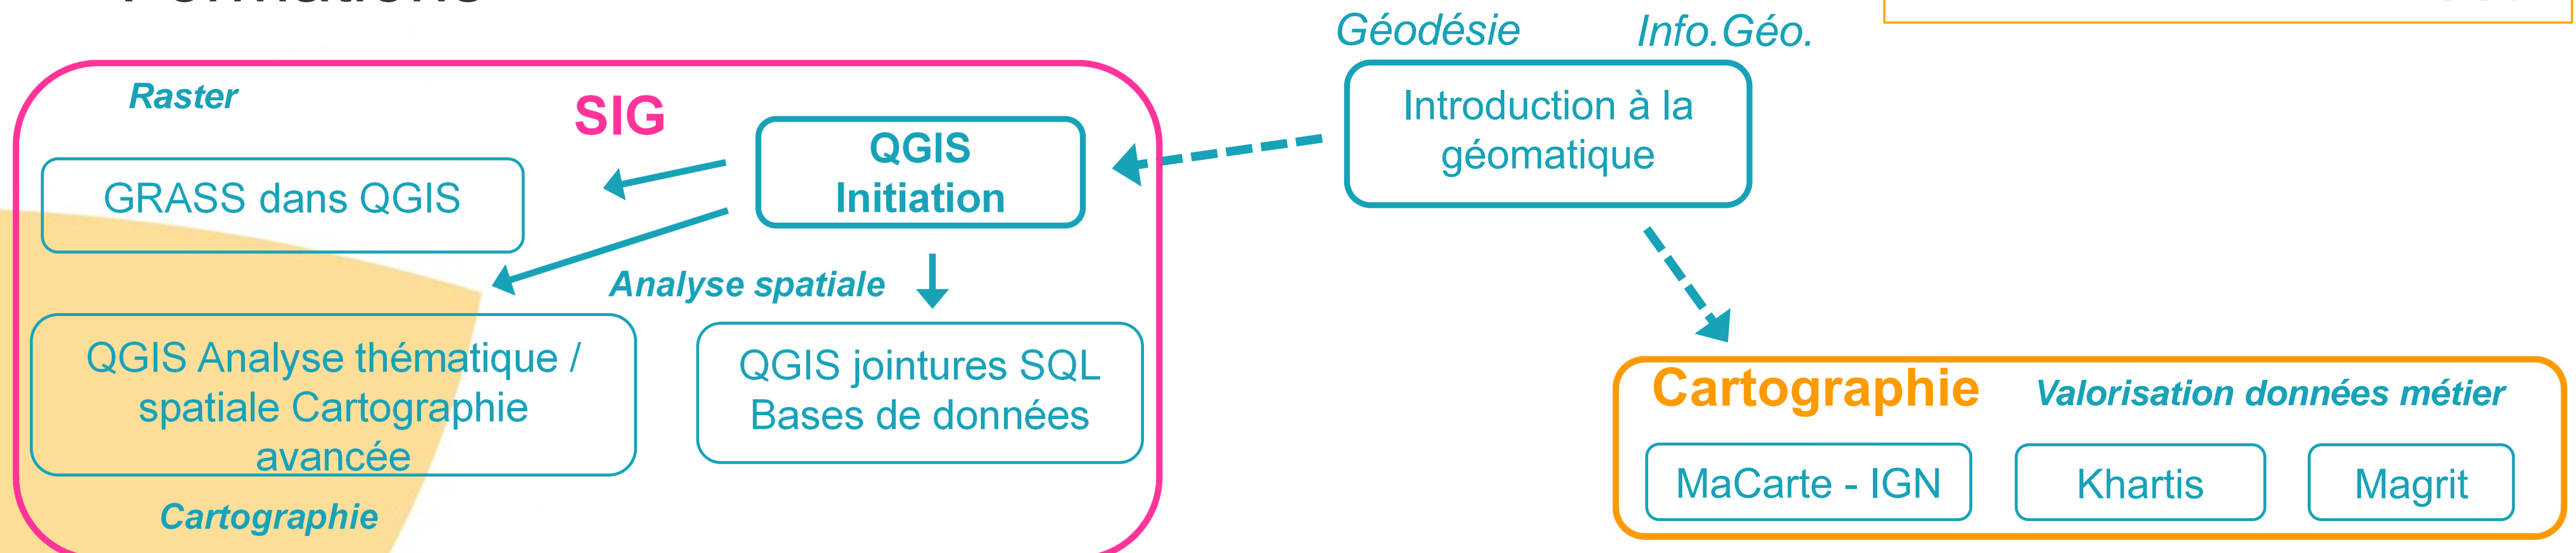 Formations
Géodésie
Info.Géo.
Introduction à la
géomatique
Raster
SIG
QGIS
Initiation
GRASS dans QGIS
Analyse spatiale
QGIS Analyse thématique /
spatiale Cartographie
avancée
QGIS jointures SQL
Bases de données
Cartographie
Cartographie
Valorisation données métier
MaCarte - IGN
Khartis
Magrit